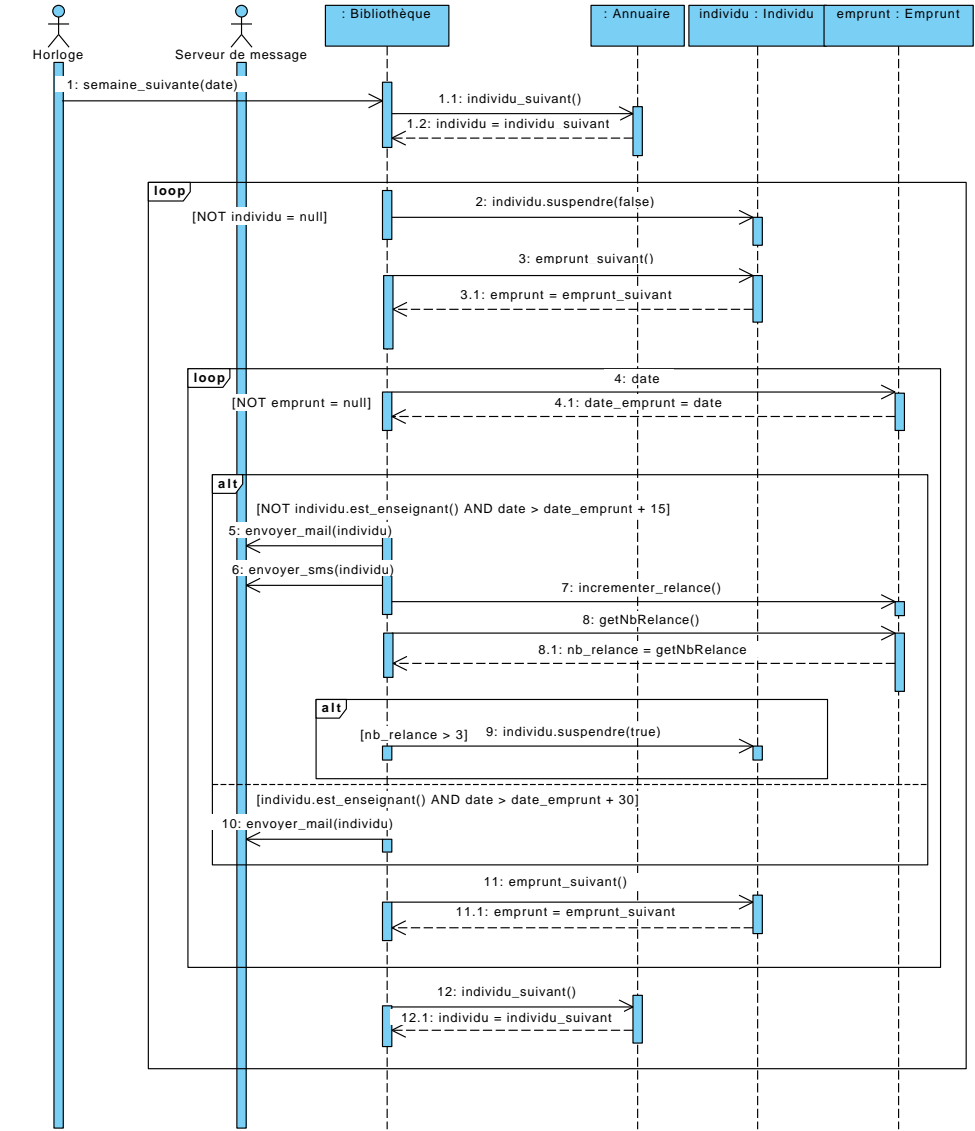 : Bibliothèque
: Annuaire
individu : Individu
emprunt : Emprunt
Horloge
Serveur de message
1: semaine_suivante(date)
1.1: individu_suivant()
1.2: individu = individu_suivant
loop
[NOT individu = null]
2: individu.suspendre(false)
3: emprunt_suivant()
3.1: emprunt = emprunt_suivant
loop
[NOT emprunt = null]
4: date
4.1: date_emprunt = date
alt
[NOT individu.est_enseignant() AND date > date_emprunt + 15]
5: envoyer_mail(individu)
6: envoyer_sms(individu)
7: incrementer_relance()
8: getNbRelance()
8.1: nb_relance = getNbRelance
alt
[nb_relance > 3]
9: individu.suspendre(true)
[individu.est_enseignant() AND date > date_emprunt + 30]
10: envoyer_mail(individu)
11: emprunt_suivant()
11.1: emprunt = emprunt_suivant
12: individu_suivant()
12.1: individu = individu_suivant